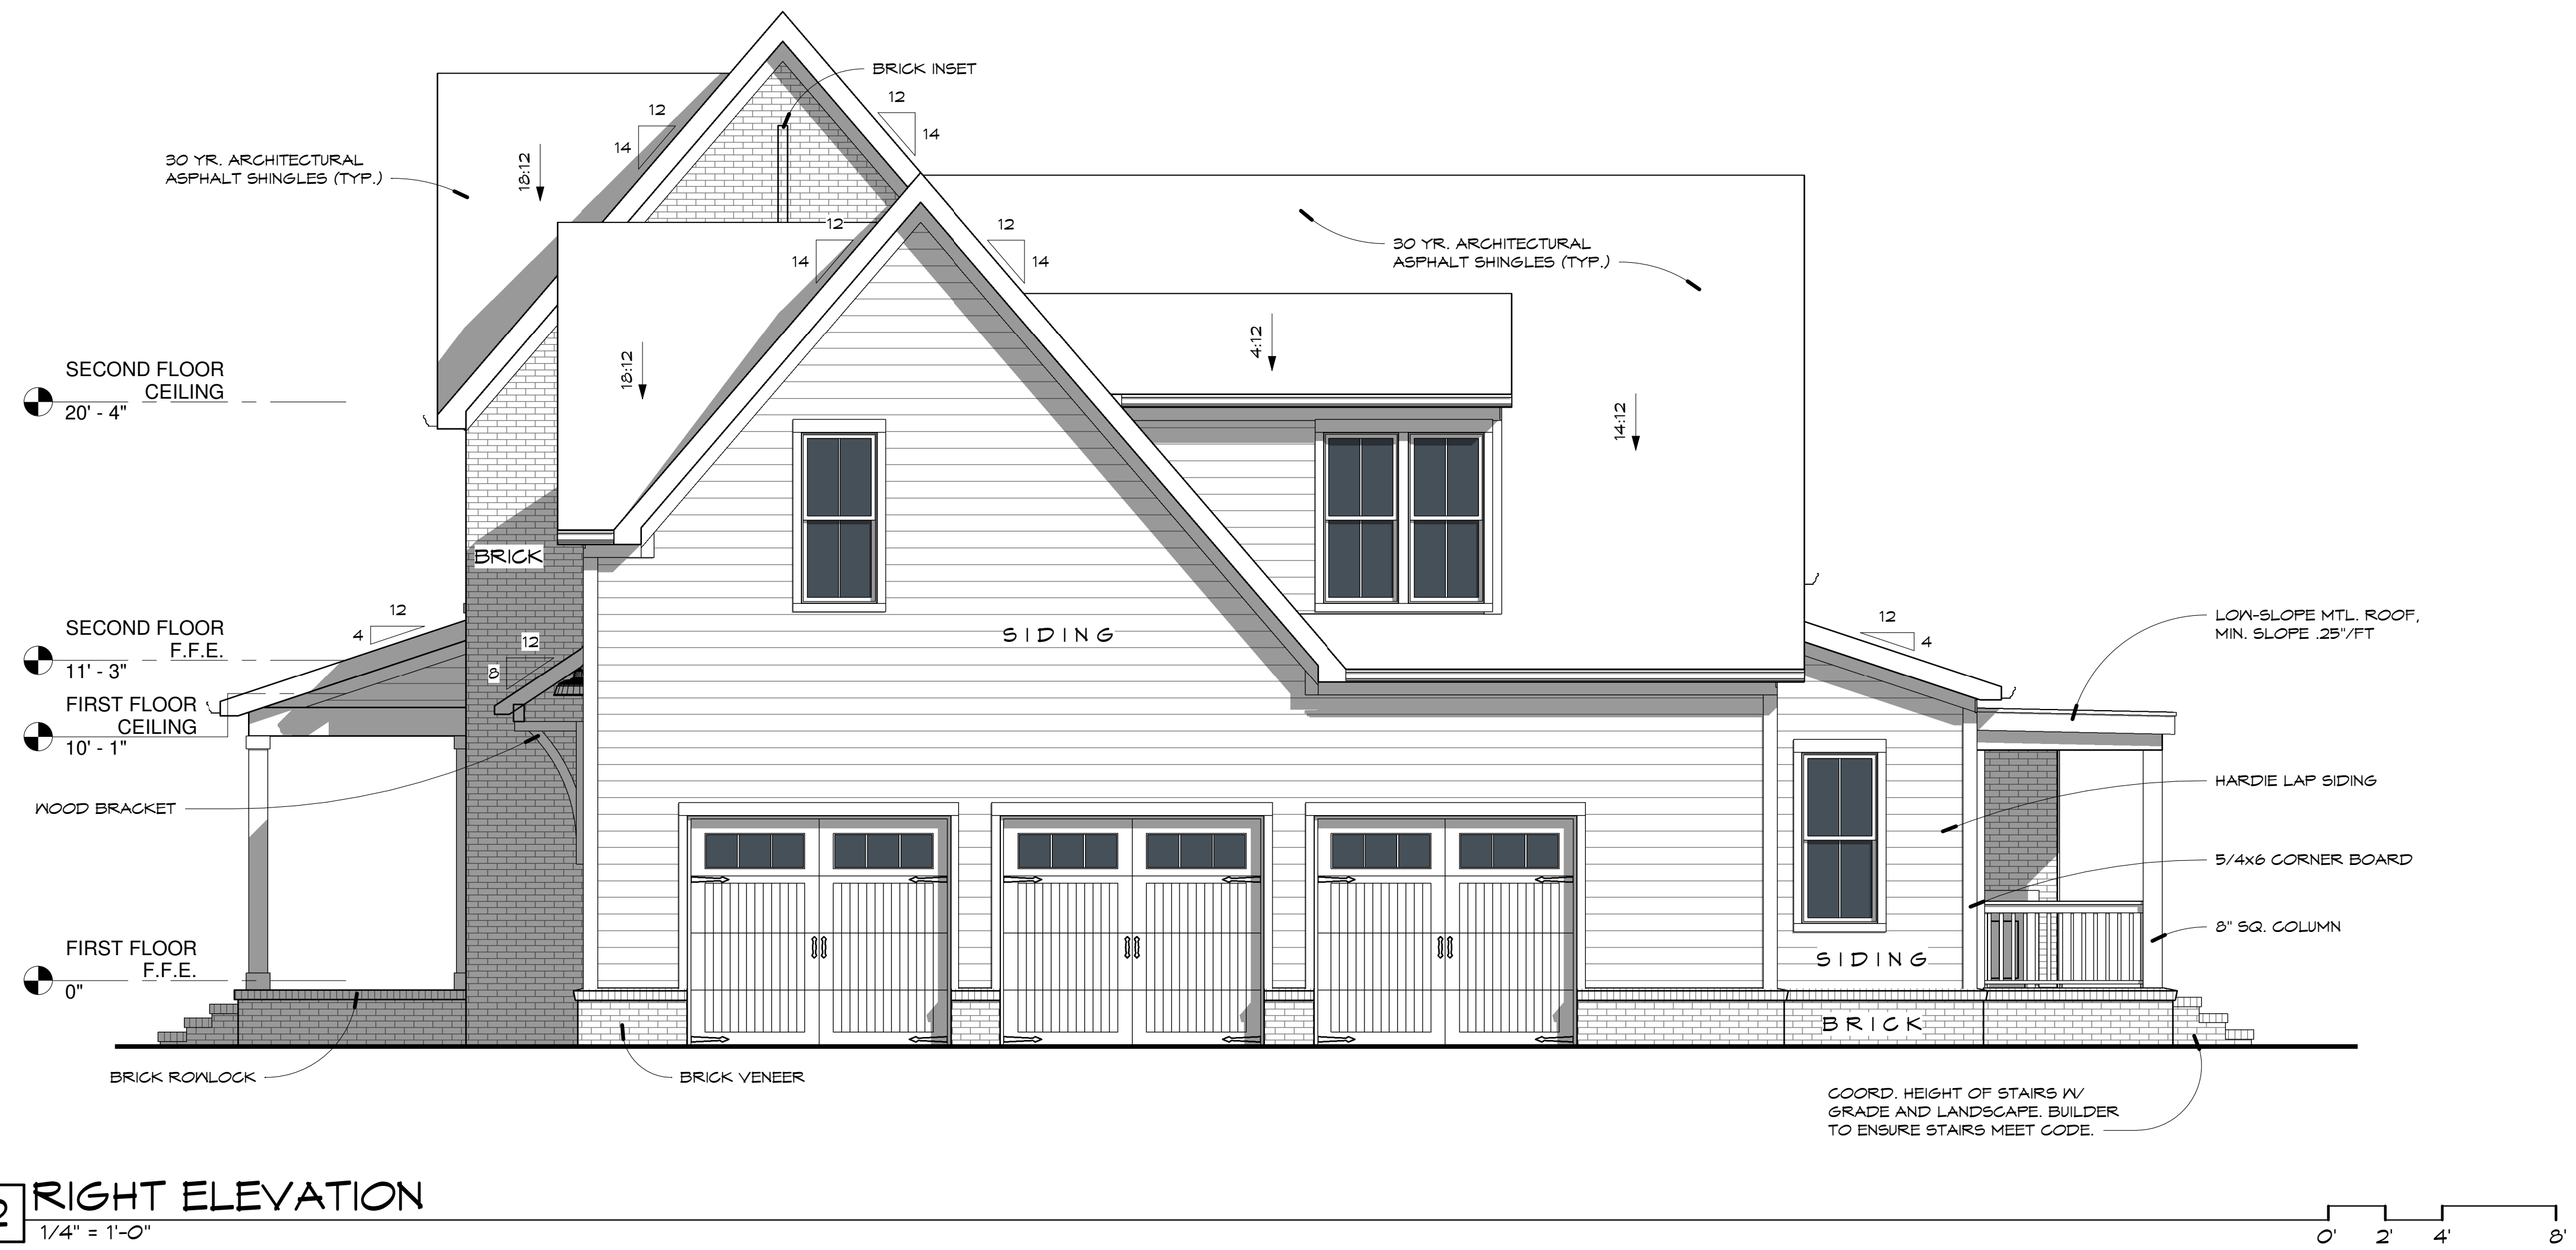 BRICK INSET
12
14
12
14
30 YR. ARCHITECTURAL
ASPHALT SHINGLES (TYP.)
18:12
12
14
12
14
30 YR. ARCHITECTURAL
ASPHALT SHINGLES (TYP.)
18:12
4:12
14:12
SECOND FLOOR
CEILING
20' - 4"
BRICK
12
4
SECOND FLOOR
F.F.E.
11' - 3"
12
8
SIDING
12
4
LOW-SLOPE MTL. ROOF,
MIN. SLOPE .25"/FT
FIRST FLOOR
CEILING
10' - 1"
WOOD BRACKET
HARDIE LAP SIDING
5/4x6 CORNER BOARD
8" SQ. COLUMN
FIRST FLOOR
F.F.E.
0"
SIDING
BRICK
BRICK ROWLOCK
BRICK VENEER
COORD. HEIGHT OF STAIRS W/
GRADE AND LANDSCAPE. BUILDER
TO ENSURE STAIRS MEET CODE.
2
RIGHT ELEVATION
1/4" = 1'-0"
0' 2' 4' 8'